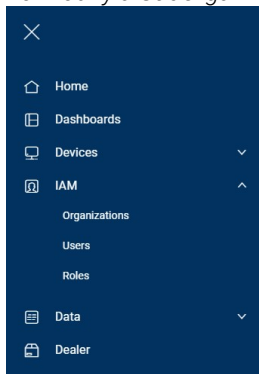 Home
Dashboards
Devices
IAM
Organizations
Users
Roles
Data
Dealer